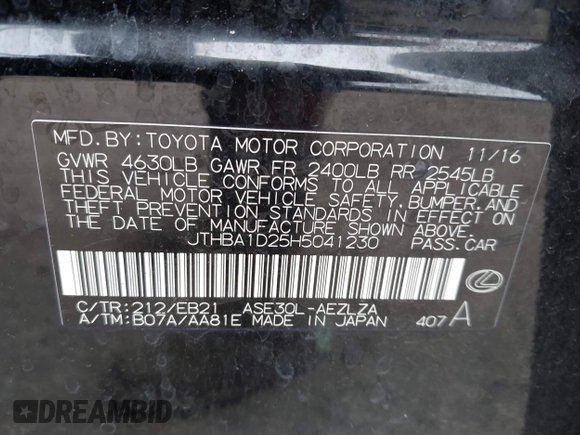 MFD. BY: TOYOTA MOTOR CORPORATION 11/16
GVWR 4630LB GAWR FR 2400LB RR 2545LB
THIS VEHICLE CONFORMS TO ALL APPLICABLE
FEDERAL MOTOR VEHICLE SAFETY, BUMPER, AND
THEFT PREVENTION STANDARDS IN EFFECT ON
THE DATE OF MANUFACTURE SHOWN ABOVE.
JTHBA1D25H5041230 PASS. CAR
C/TR: 212/EB21 ASE30L-AEZLZA
A/TM: B07A/AA81E MADE IN JAPAN 407 A
DREAMBID